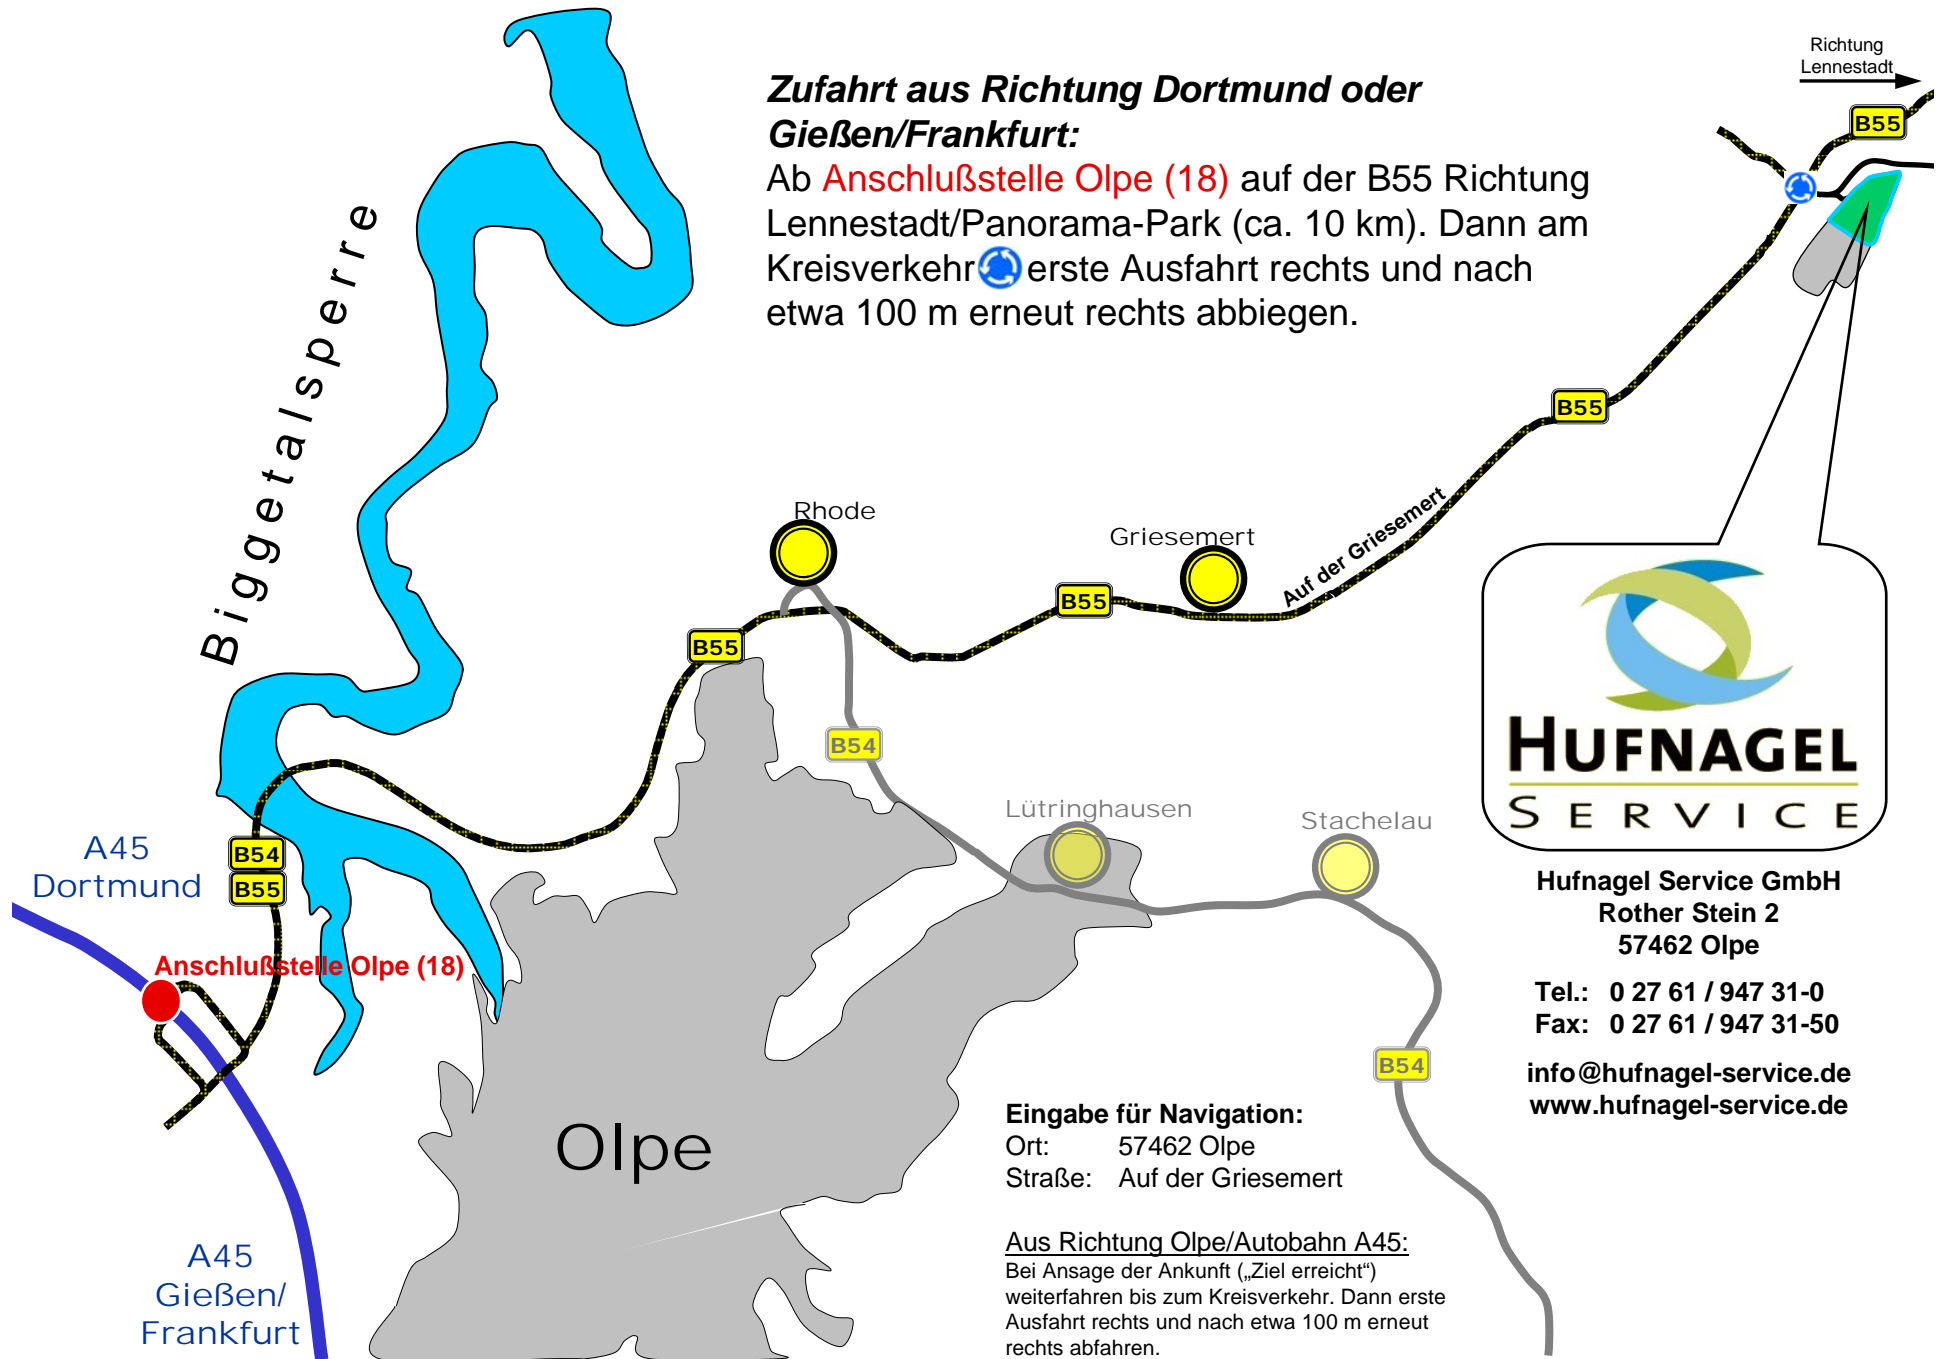 Richtung
Lennestadt
Zufahrt aus Richtung Dortmund oder
Gießen/Frankfurt:
Ab Anschlußstelle Olpe (18) auf der B55 Richtung
Lennestadt/Panorama-Park (ca. 10 km). Dann am
Kreisverkehr erste Ausfahrt rechts und nach
etwa 100 m erneut rechts abbiegen.
B55
Biggetalsperre
B55
Rhode
Griesemert
Auf der Griesemert
B55
B55
B54
HUFNAGEL
SERVICE
Lütringhausen
Stachelau
A45
Dortmund
B54
B55
Anschlußstelle Olpe (18)
Hufnagel Service GmbH
Rother Stein 2
57462 Olpe
Tel.: 0 27 61 / 947 31-0
Fax: 0 27 61 / 947 31-50
info@hufnagel-service.de
www.hufnagel-service.de
B54
Olpe
Eingabe für Navigation:
Ort: 57462 Olpe
Straße: Auf der Griesemert
Aus Richtung Olpe/Autobahn A45:
Bei Ansage der Ankunft („Ziel erreicht“)
weiterfahren bis zum Kreisverkehr. Dann erste
Ausfahrt rechts und nach etwa 100 m erneut
rechts abfahren.
A45
Gießen/
Frankfurt